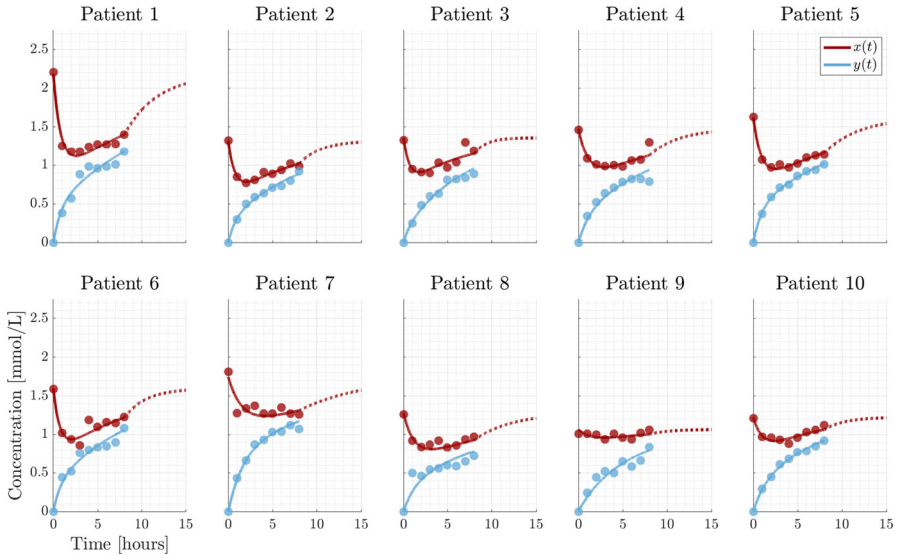 Patient 1
Patient 2
Patient 3
Patient 4
Patient 5
2.5
2
1.5
1
0.5
0
x(t)
y(t)
Patient 6
Patient 7
Patient 8
Patient 9
Patient 10
Concentration [mmol/L]
2.5
2
1.5
1
0.5
0
0 5 10 15
0 5 10 15
0 5 10 15
0 5 10 15
0 5 10 15
Time [hours]